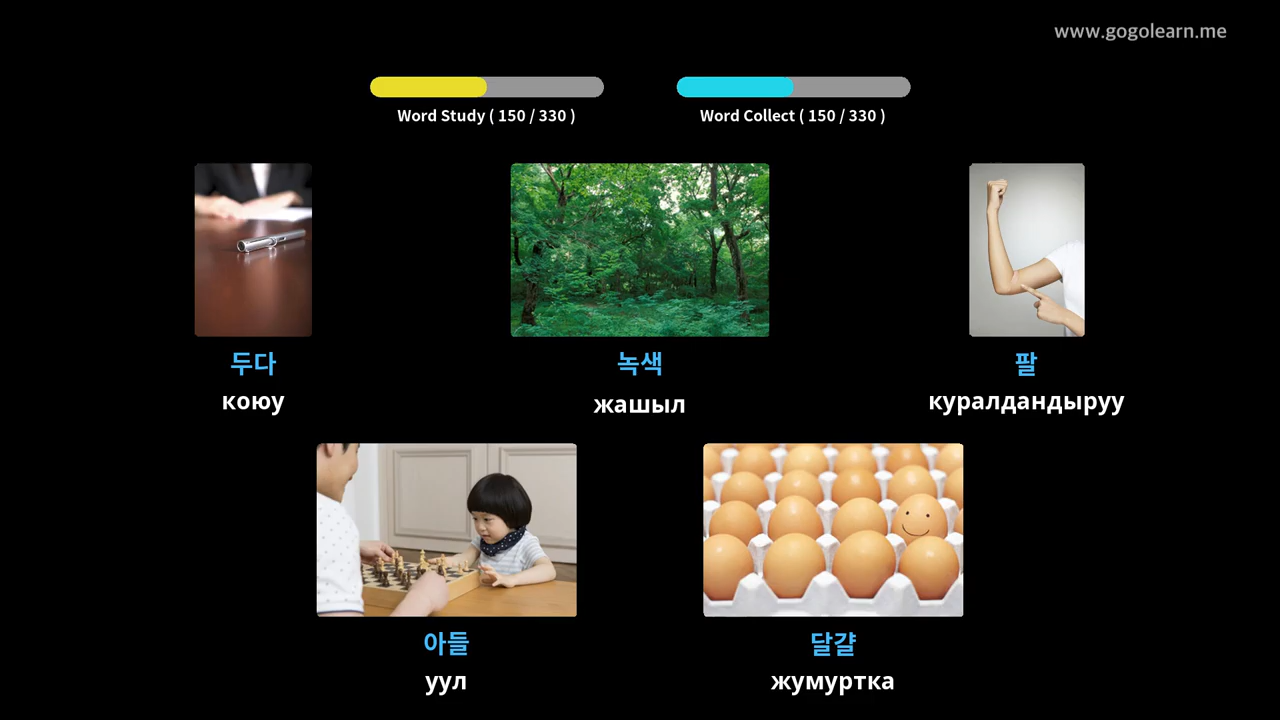 www.gogolearn.me
Word Study ( 150 / 330 )
Word Collect ( 150 / 330 )
두다
коюу
녹색
жашыл
팔
куралдандыруу
아들
уул
달걀
жумуртка